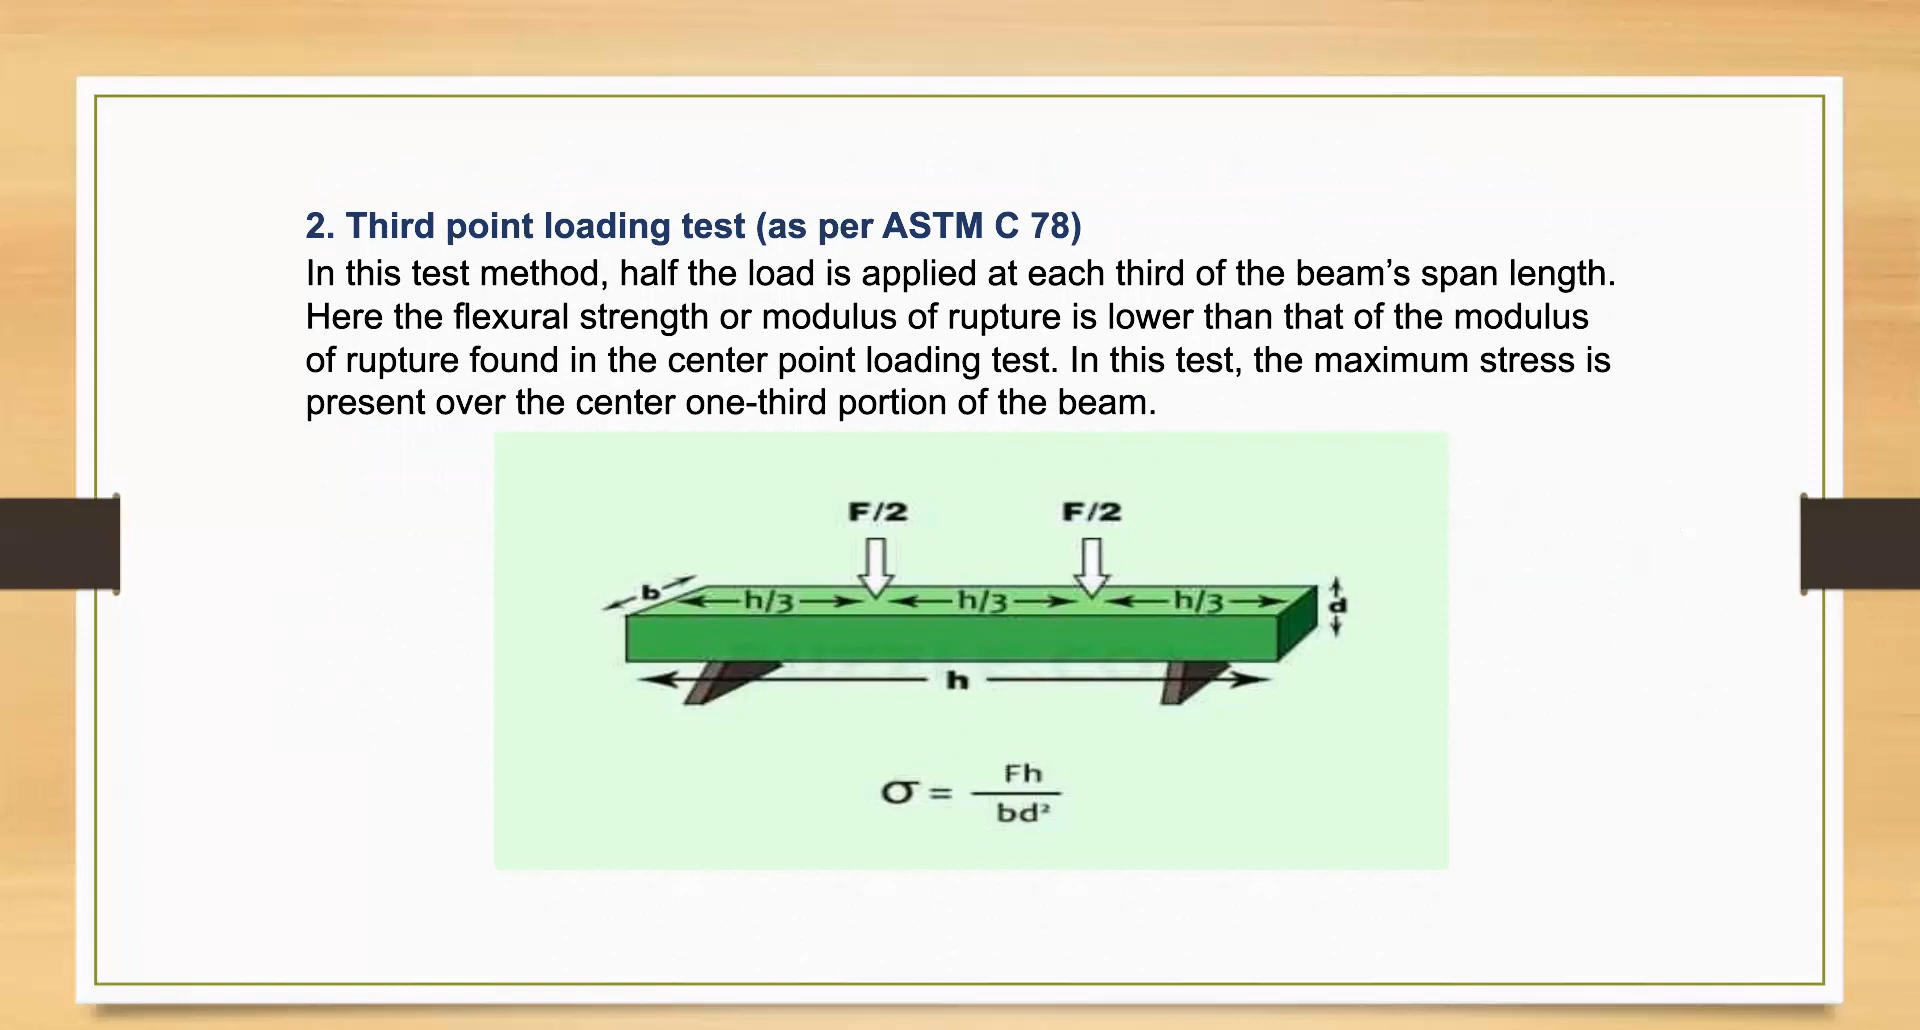 2. Third point loading test (as per ASTM C 78)
In this test method, half the load is applied at each third of the beam’s span length.
Here the flexural strength or modulus of rupture is lower than that of the modulus
of rupture found in the center point loading test. In this test, the maximum stress is
present over the center one-third portion of the beam.
F/2 F/2
b h/3 h/3 h/3 d
h
σ = Fh
bd²